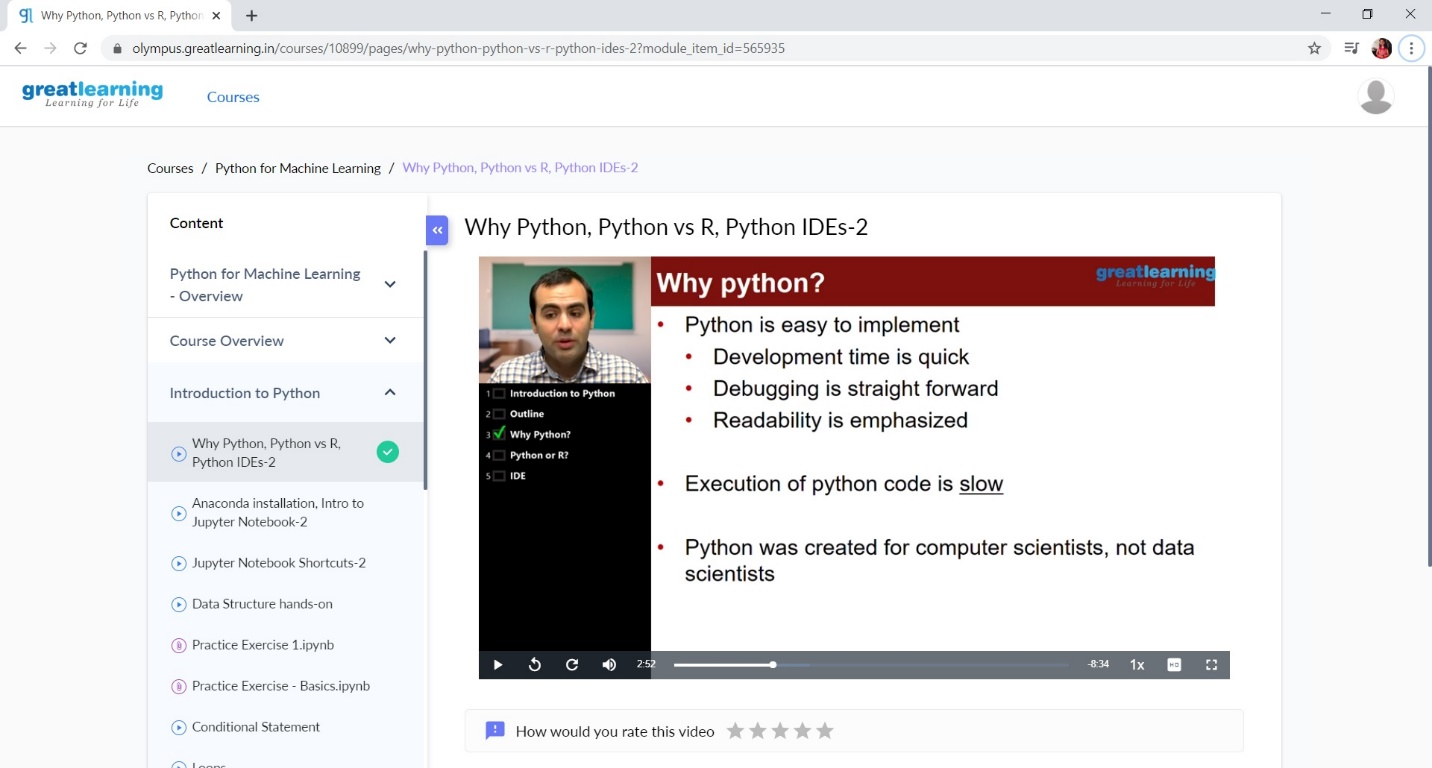 gl Why Python, Python vs R, Python
olympus.greatlearning.in/courses/10899/pages/why-python-python-vs-r-python-ides-2?module_item_id=565935
greatlearning
Learning for Life
Courses
Courses / Python for Machine Learning / Why Python, Python vs R, Python IDEs-2
Content
Python for Machine Learning
- Overview
Course Overview
Introduction to Python
Why Python, Python vs R,
Python IDEs-2
Anaconda installation, Intro to
Jupyter Notebook-2
Jupyter Notebook Shortcuts-2
Data Structure hands-on
Practice Exercise 1.ipynb
Practice Exercise - Basics.ipynb
Conditional Statement
Loops
Why Python, Python vs R, Python IDEs-2
Why python?
greatlearning
Learning for Life
1 Introduction to Python
2 Outline
3 Why Python?
4 Python or R?
5 IDE
• Python is easy to implement
• Development time is quick
• Debugging is straight forward
• Readability is emphasized
• Execution of python code is slow
• Python was created for computer scientists, not data
scientists
2:52
-8:34
1x
HD
How would you rate this video